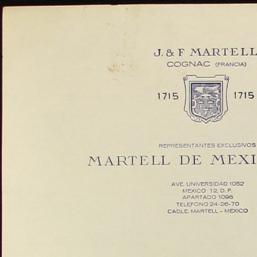 J. & F MARTELL
COGNAC (FRANCIA)
1715 1715
REPRESENTANTES EXCLUSIVOS
MARTELL DE MEXI
AVE. UNIVERSIDAD 1052
MEXICO 12, D. F.
APARTADO 1096
TELEFONO 24-26-70
CABLE. MARTELL - MEXICO